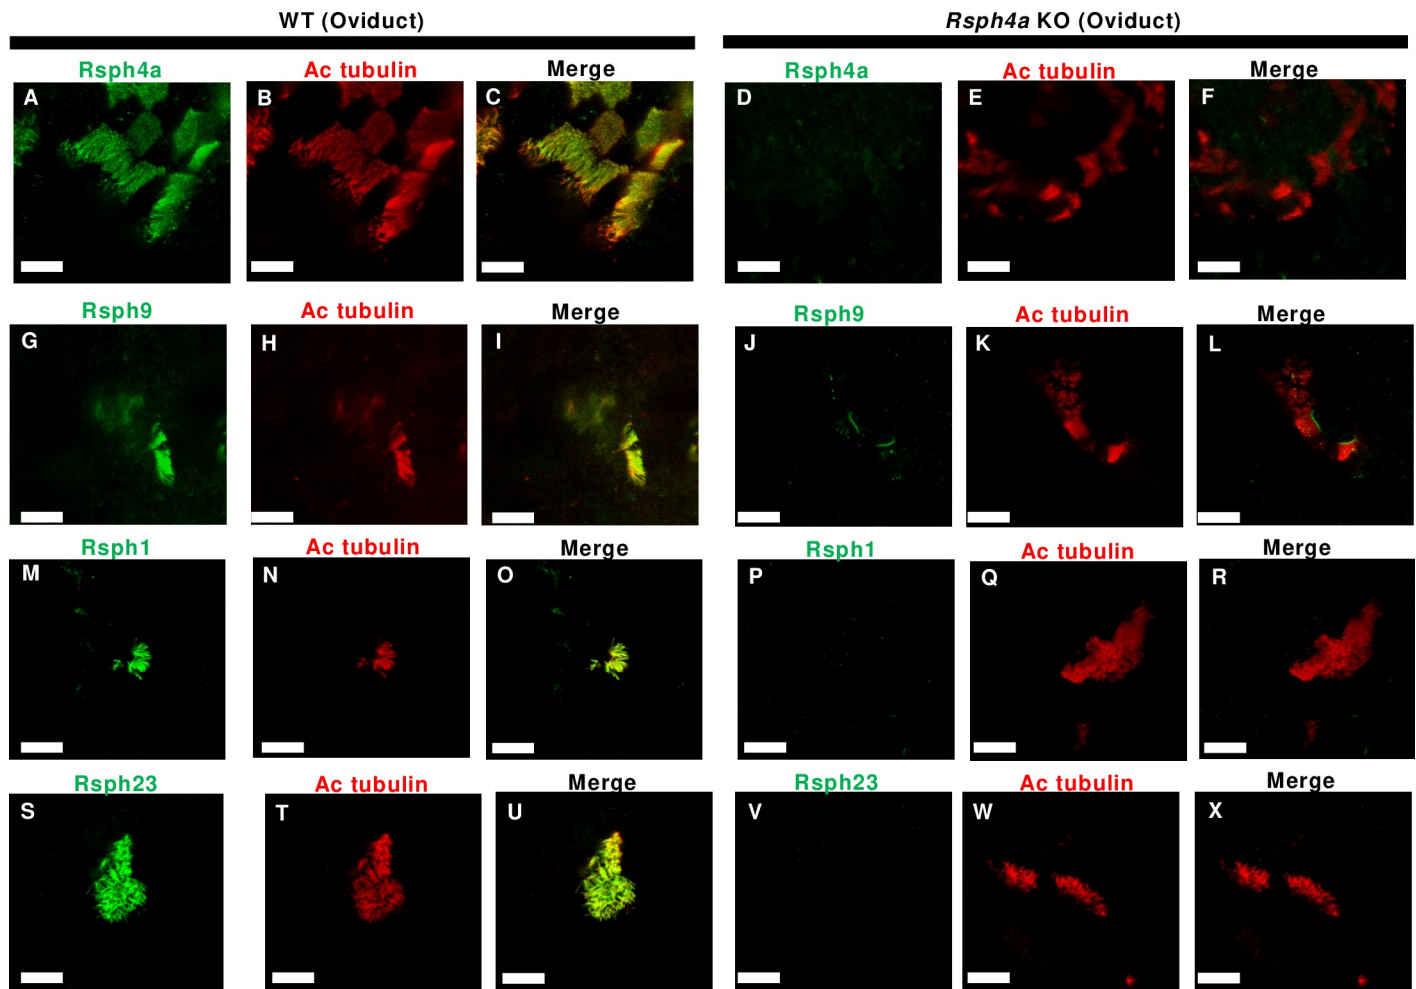 WT (Oviduct) Rsph4a KO (Oviduct)
Rsph4a Ac tubulin Merge Rsph4a Ac tubulin Merge
A B C D E F
Rsph9 Ac tubulin Merge Rsph9 Ac tubulin Merge
G H I J K L
Rsph1 Ac tubulin Merge Rsph1 Ac tubulin Merge
M N O P Q R
Rsph23 Ac tubulin Merge Rsph23 Ac tubulin Merge
S T U V W X